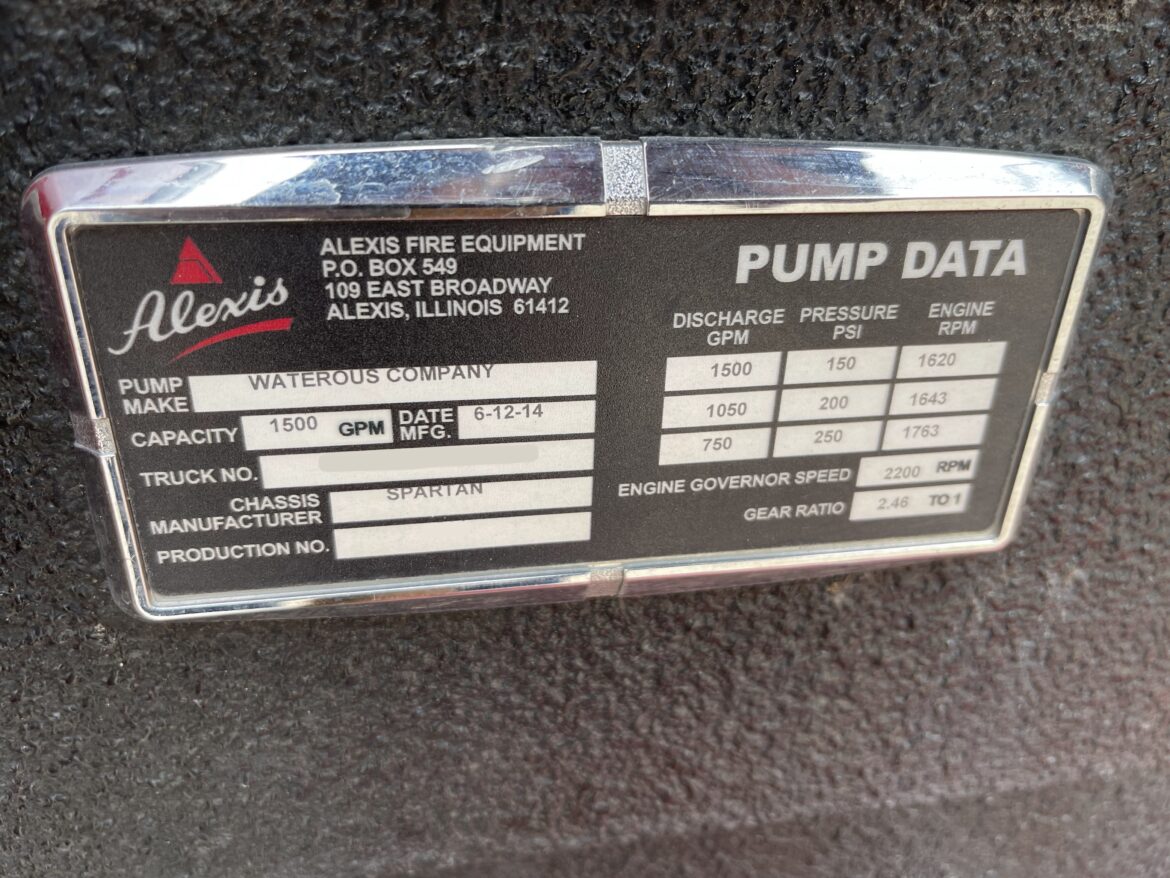 Alexis
ALEXIS FIRE EQUIPMENT
P.O. BOX 549
109 EAST BROADWAY
ALEXIS, ILLINOIS 61412
PUMP MAKE WATEROUS COMPANY
CAPACITY 1500 GPM DATE MFG. 6-12-14
TRUCK NO.
CHASSIS MANUFACTURER SPARTAN
PRODUCTION NO.
PUMP DATA
DISCHARGE GPM PRESSURE PSI ENGINE RPM
1500 150 1620
1050 200 1643
750 250 1763
ENGINE GOVERNOR SPEED 2200 RPM
GEAR RATIO 2.46 TO 1